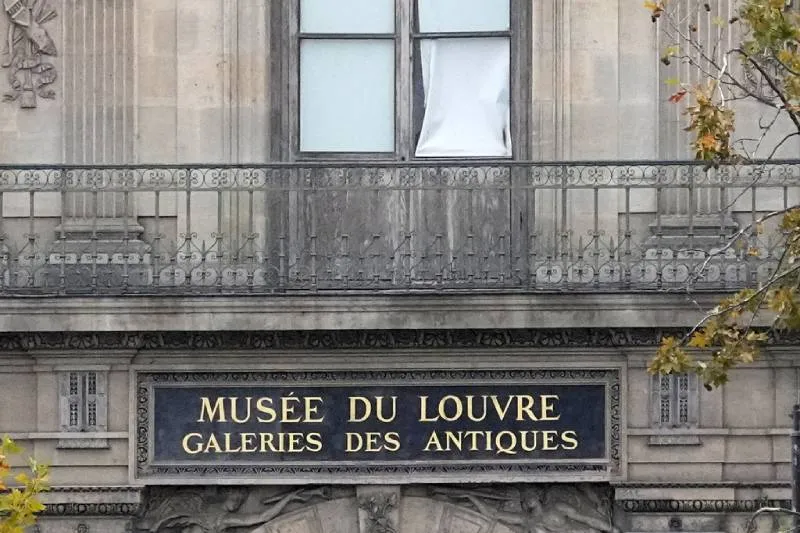 MUSÉE DU LOUVRE
GALERIES DES ANTIQUES